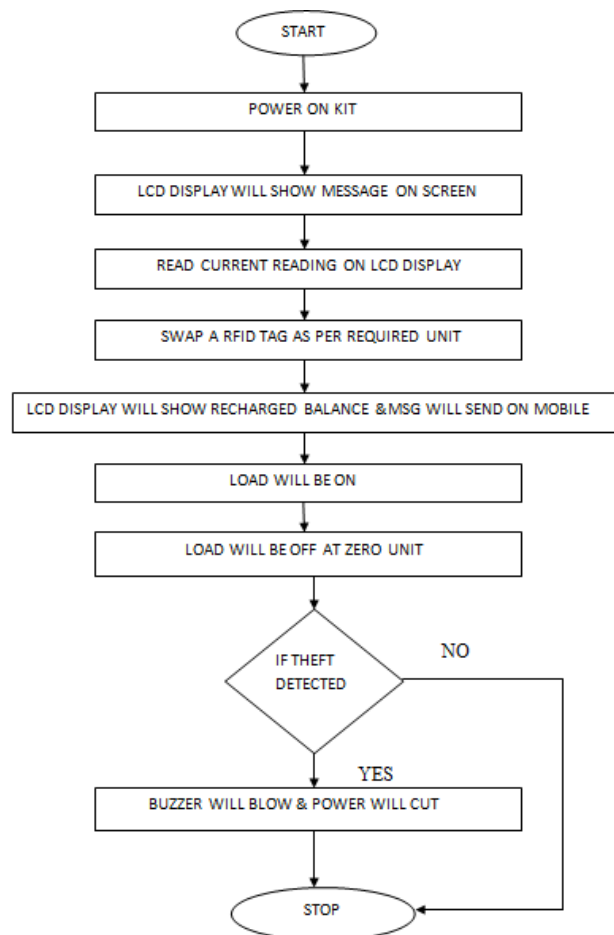 START
POWER ON KIT
LCD DISPLAY WILL SHOW MESSAGE ON SCREEN
READ CURRENT READING ON LCD DISPLAY
SWAP A RFID TAG AS PER REQUIRED UNIT
LCD DISPLAY WILL SHOW RECHARGED BALANCE &MSG WILL SEND ON MOBILE
LOAD WILL BE ON
LOAD WILL BE OFF AT ZERO UNIT
IF THEFT
DETECTED
NO
YES
BUZZER WILL BLOW & POWER WILL CUT
STOP